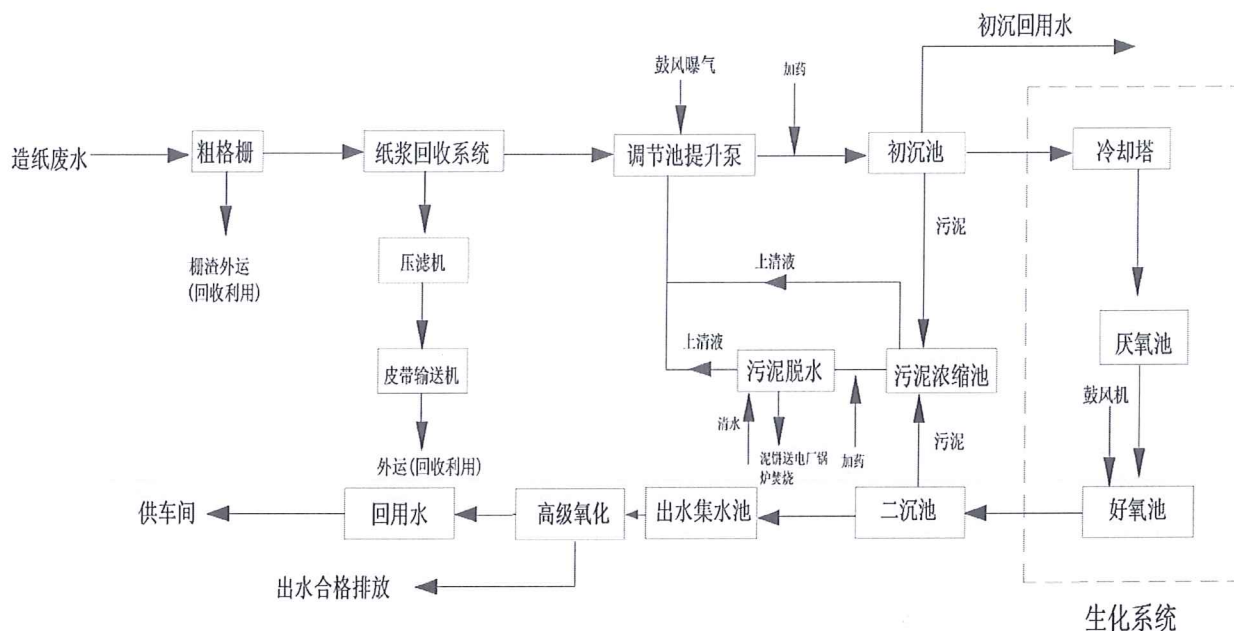 初沉回用水
鼓风曝气
加药
造纸废水
粗格栅
纸浆回收系统
调节池提升泵
初沉池
冷却塔
污泥
栅渣外运
(回收利用)
压滤机
上清液
厌氧池
上清液
皮带输送机
污泥脱水
污泥浓缩池
鼓风机
清水
污泥
外运(回收利用)
泥饼送电厂锅
炉焚烧
加药
供车间
回用水
高级氧化
出水集水池
二沉池
好氧池
出水合格排放
生化系统